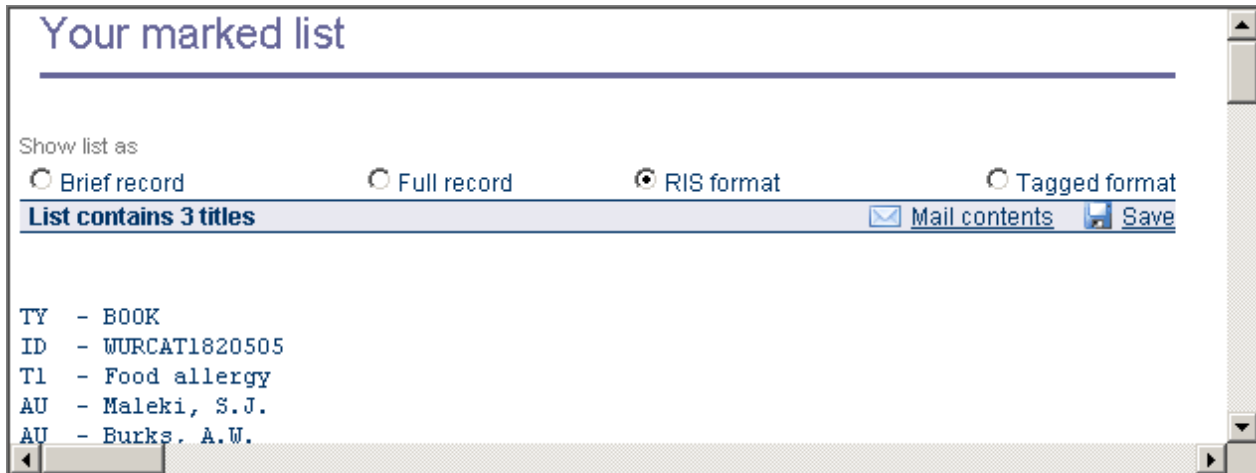 Your marked list
Show list as
Brief record Full record RIS format Tagged format
List contains 3 titles Mail contents Save
TY - BOOK
ID - WURCAT1820505
T1 - Food allergy
AU - Maleki, S.J.
AU - Burks, A.W.